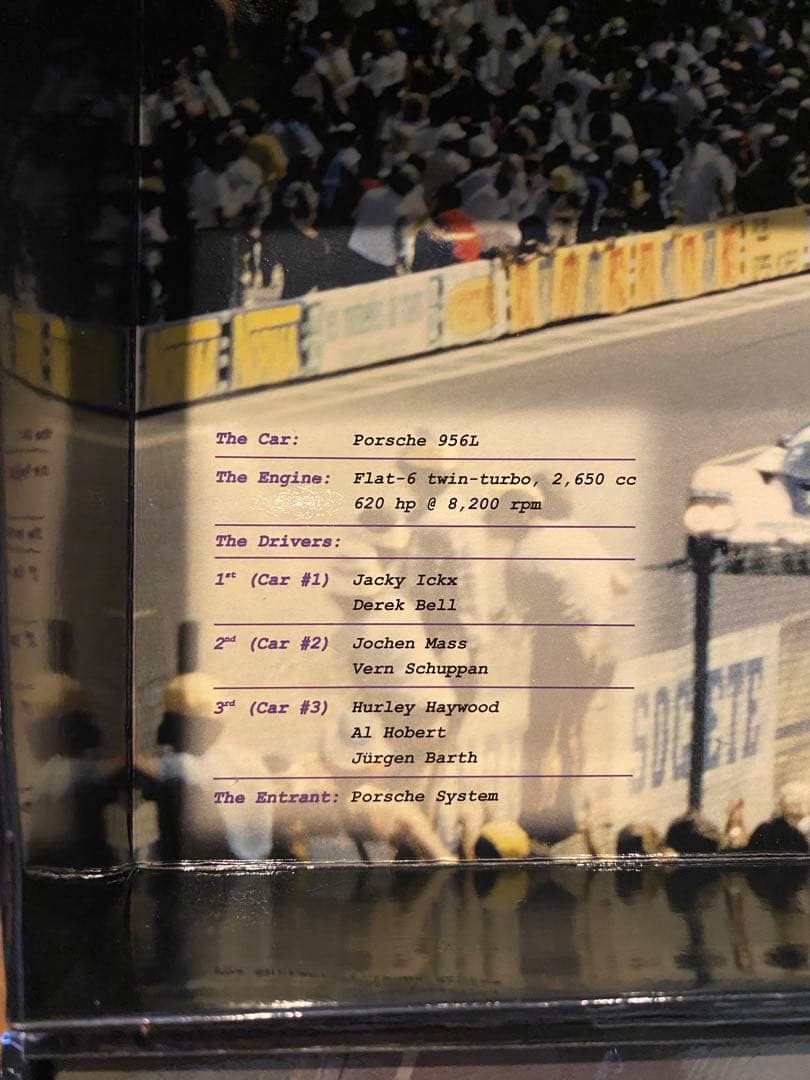 The Car: Porsche 956L
The Engine: Flat-6 twin-turbo, 2,650 cc
620 hp @ 8,200 rpm
The Drivers:
1st (Car #1) Jacky Ickx
Derek Bell
2nd (Car #2) Jochen Mass
Vern Schuppan
3rd (Car #3) Hurley Haywood
Al Hobert
Jürgen Barth
The Entrant: Porsche System
SOCIETE